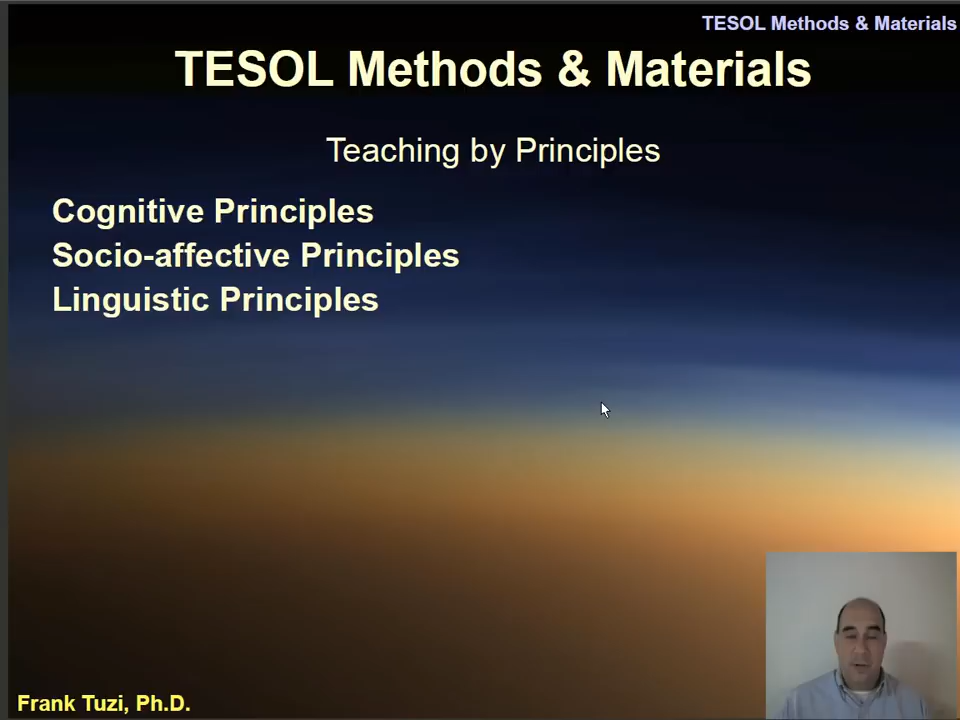 TESOL Methods & Materials
TESOL Methods & Materials
Teaching by Principles
Cognitive Principles
Socio-affective Principles
Linguistic Principles
Frank Tuzi, Ph.D.